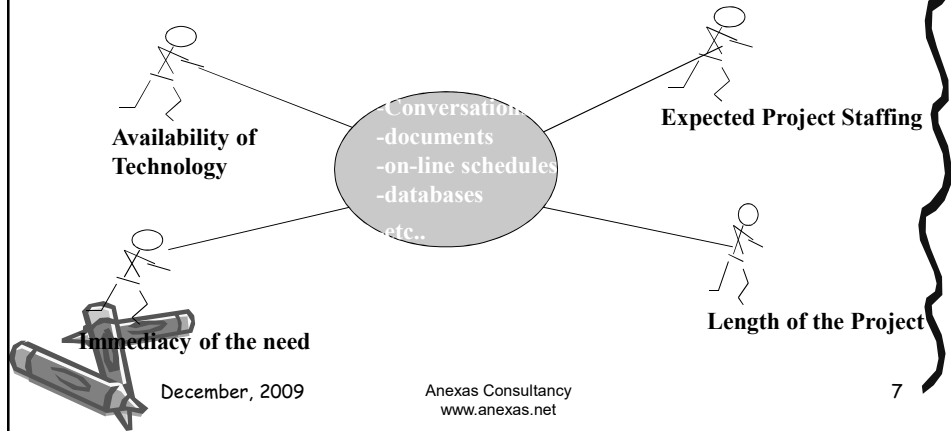 -Conversation
-documents
-on-line schedules
-databases
etc..
Availability of
Technology
Expected Project Staffing
Immediacy of the need
Length of the Project
December, 2009
Anexas Consultancy
www.anexas.net
7